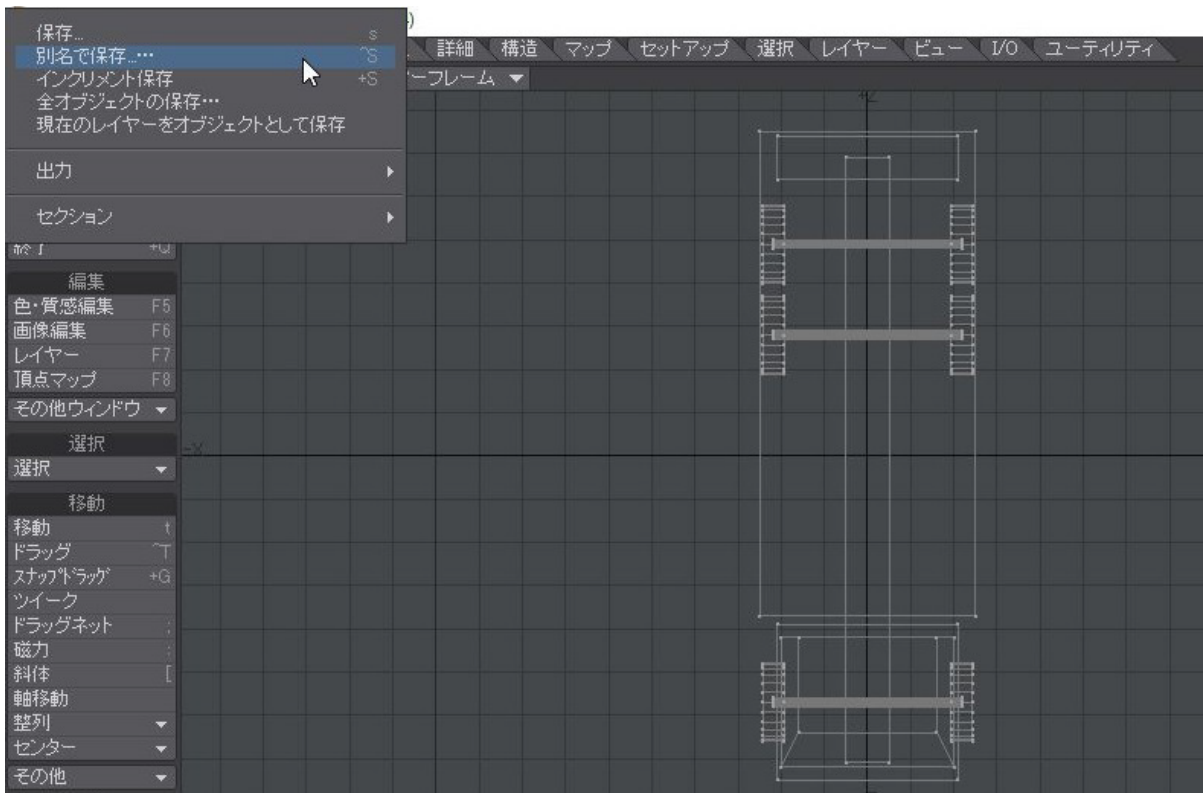 保存... s
別名で保存...… ^S
インクリメント保存 +S
全オブジェクトの保存…
現在のレイヤーをオブジェクトとして保存
出力
セクション
詳細 構造 マップ セットアップ 選択 レイヤー ビュー I/O ユーティリティ
ーフレーム
終了 +Q
編集
色・質感編集 F5
画像編集 F6
レイヤー F7
頂点マップ F8
その他ウィンドウ
選択
選択
移動
移動 t
ドラッグ ^T
スナップドラッグ +G
ツイーク
ドラッグネット ;
磁力 :
斜体 [
軸移動
整列
センター
その他
-X